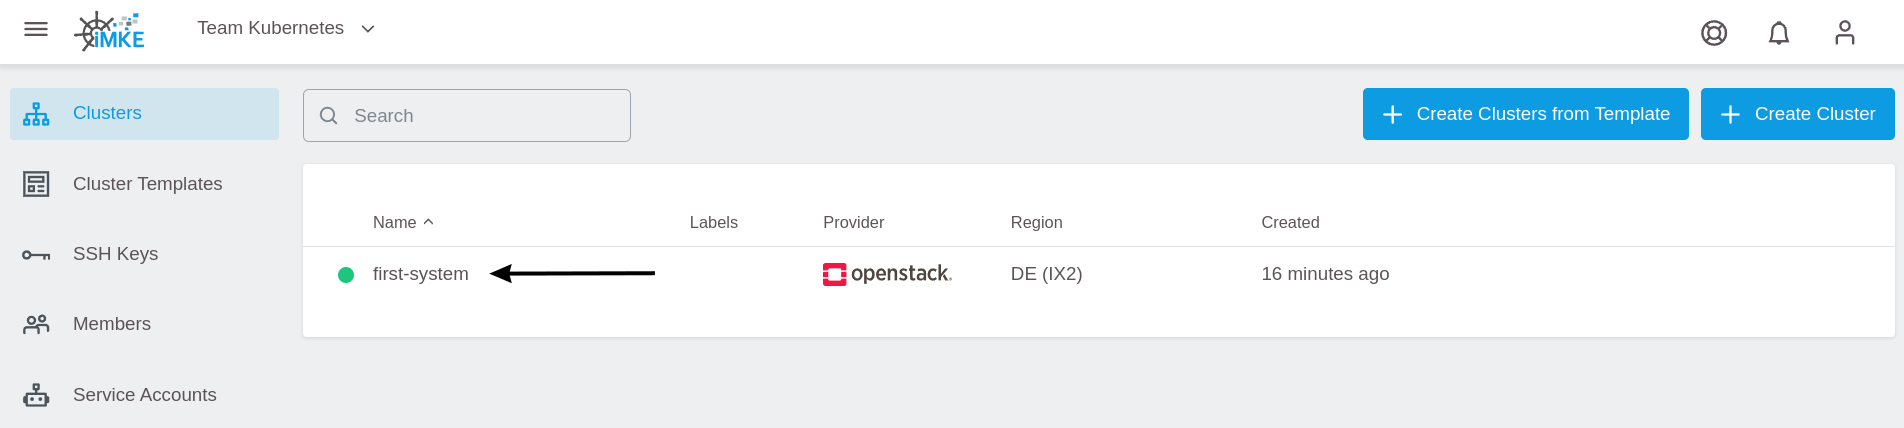 iMKE
Team Kubernetes
Clusters
Cluster Templates
SSH Keys
Members
Service Accounts
Search
Create Clusters from Template
Create Cluster
Name Labels Provider Region Created
first-system openstack. DE (IX2) 16 minutes ago